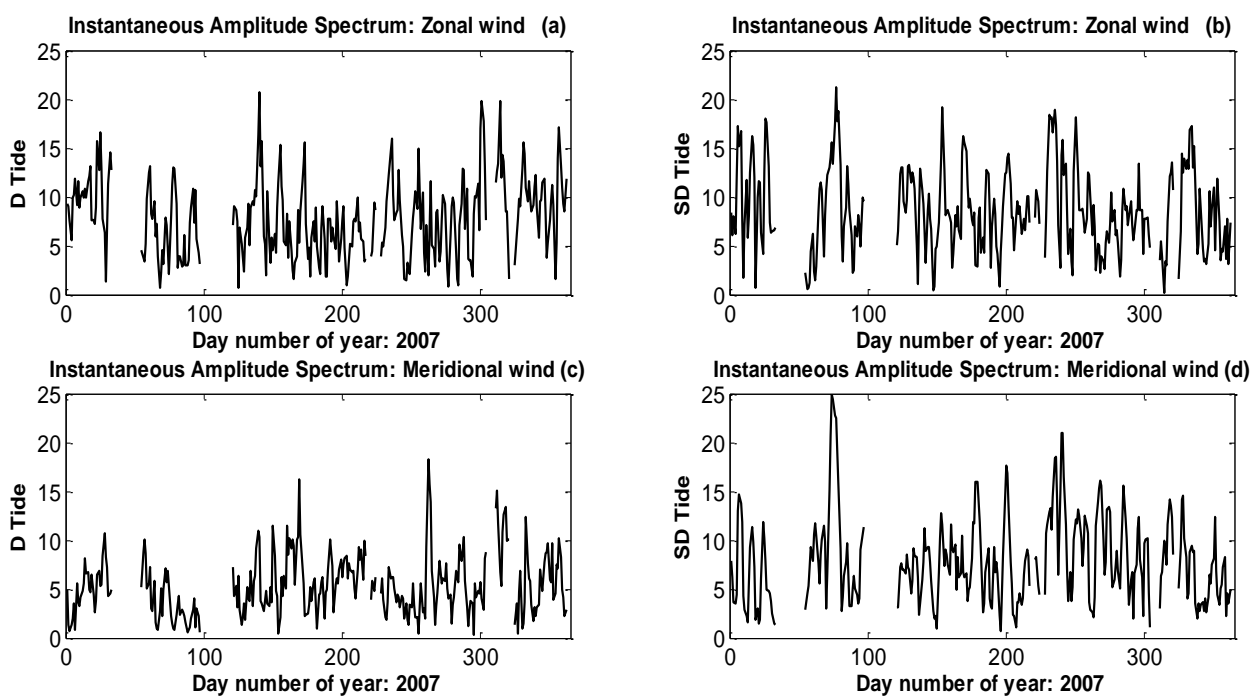 Instantaneous Amplitude Spectrum: Zonal wind (a)
25
20
15
10
5
0
D Tide
0 100 200 300
Day number of year: 2007
Instantaneous Amplitude Spectrum: Zonal wind (b)
25
20
15
10
5
0
SD Tide
0 100 200 300
Day number of year: 2007
Instantaneous Amplitude Spectrum: Meridional wind (c)
25
20
15
10
5
0
D Tide
0 100 200 300
Day number of year: 2007
Instantaneous Amplitude Spectrum: Meridional wind (d)
25
20
15
10
5
0
SD Tide
0 100 200 300
Day number of year: 2007